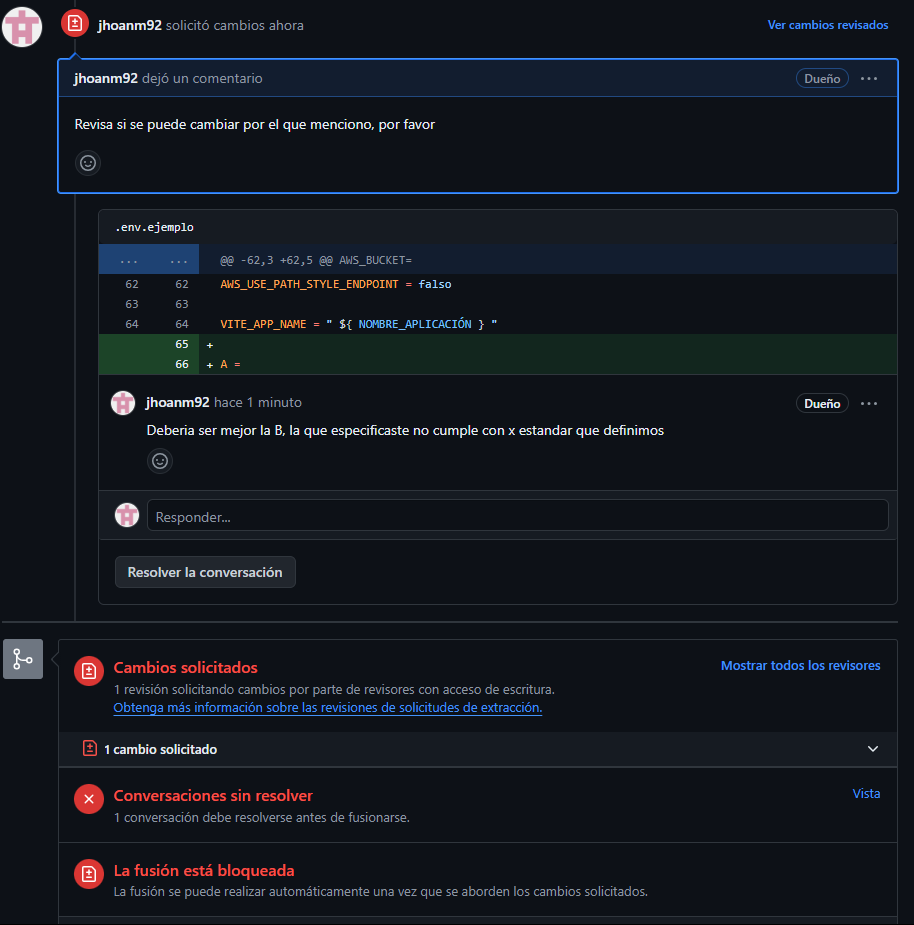 jhoanm92 solicitó cambios ahora
Ver cambios revisados
jhoanm92 dejó un comentario
Dueño
Revisa si se puede cambiar por el que menciono, por favor
.env.ejemplo
... ... @@ -62,3 +62,5 @@ AWS_BUCKET=
62 62 AWS_USE_PATH_STYLE_ENDPOINT = falso
63 63
64 64 VITE_APP_NAME = " ${ NOMBRE_APLICACIÓN } "
65 +
66 + A =
jhoanm92 hace 1 minuto
Dueño
Deberia ser mejor la B, la que especificaste no cumple con x estandar que definimos
Responder...
Resolver la conversación
Cambios solicitados
Mostrar todos los revisores
1 revisión solicitando cambios por parte de revisores con acceso de escritura.
Obtenga más información sobre las revisiones de solicitudes de extracción.
1 cambio solicitado
Conversaciones sin resolver
Vista
1 conversación debe resolverse antes de fusionarse.
La fusión está bloqueada
La fusión se puede realizar automáticamente una vez que se aborden los cambios solicitados.